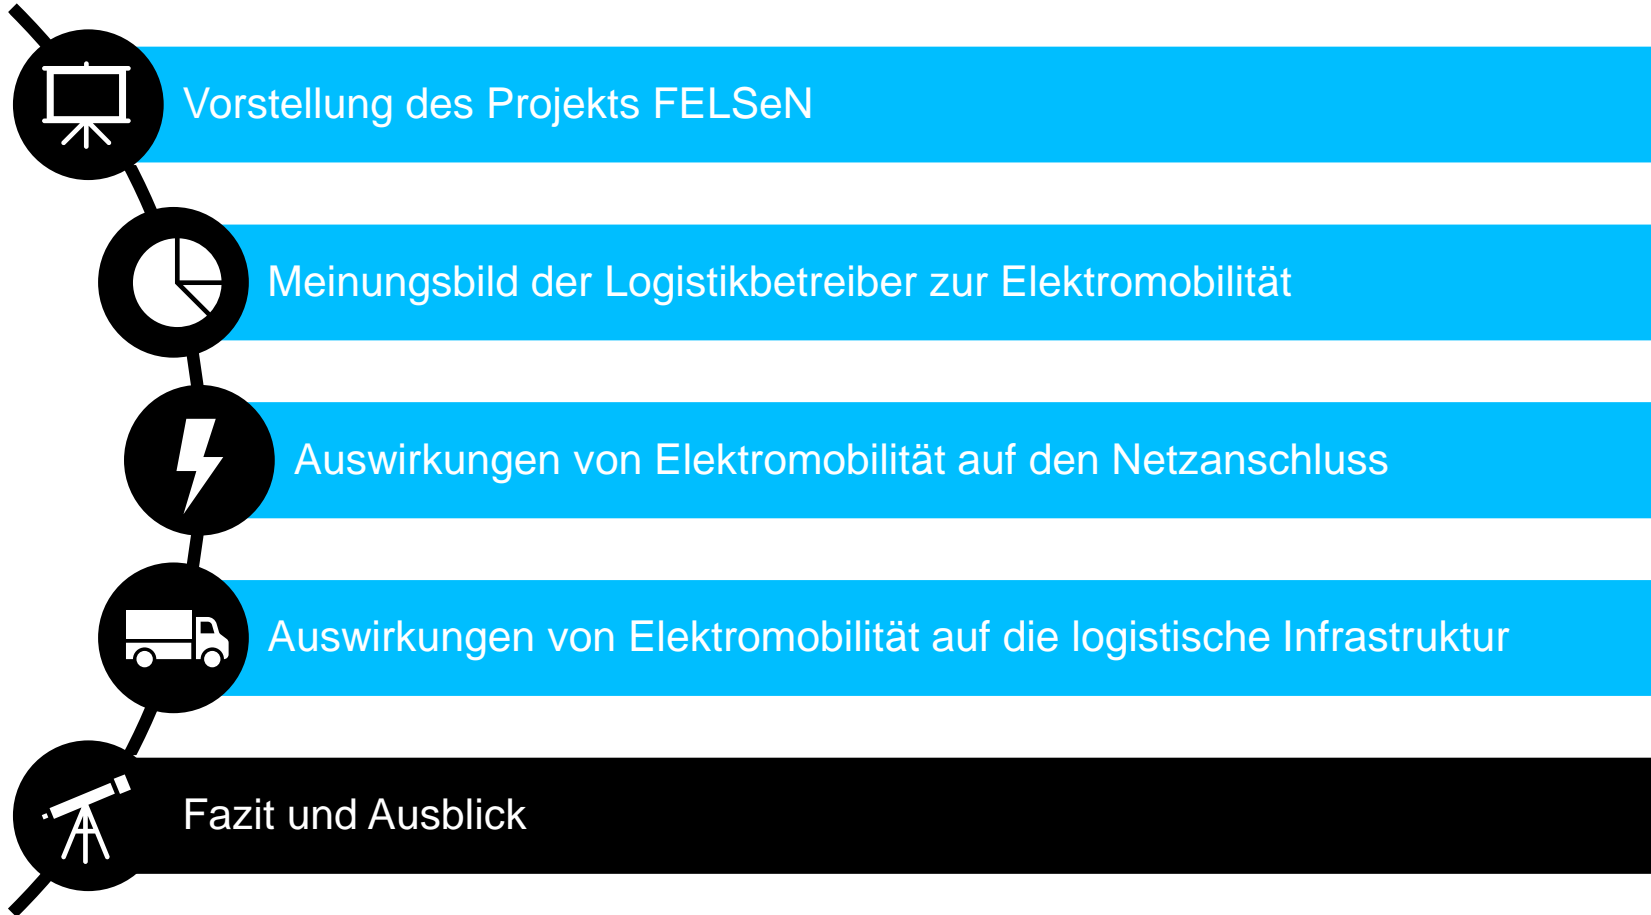 Vorstellung des Projekts FELSeN
Meinungsbild der Logistikbetreiber zur Elektromobilität
Auswirkungen von Elektromobilität auf den Netzanschluss
Auswirkungen von Elektromobilität auf die logistische Infrastruktur
Fazit und Ausblick